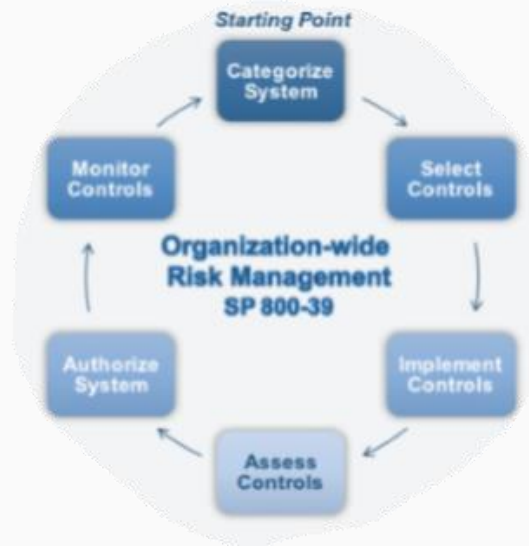 Starting Point
Categorize
System
Select
Controls
Implement
Controls
Assess
Controls
Authorize
System
Monitor
Controls
Organization-wide
Risk Management
SP 800-39